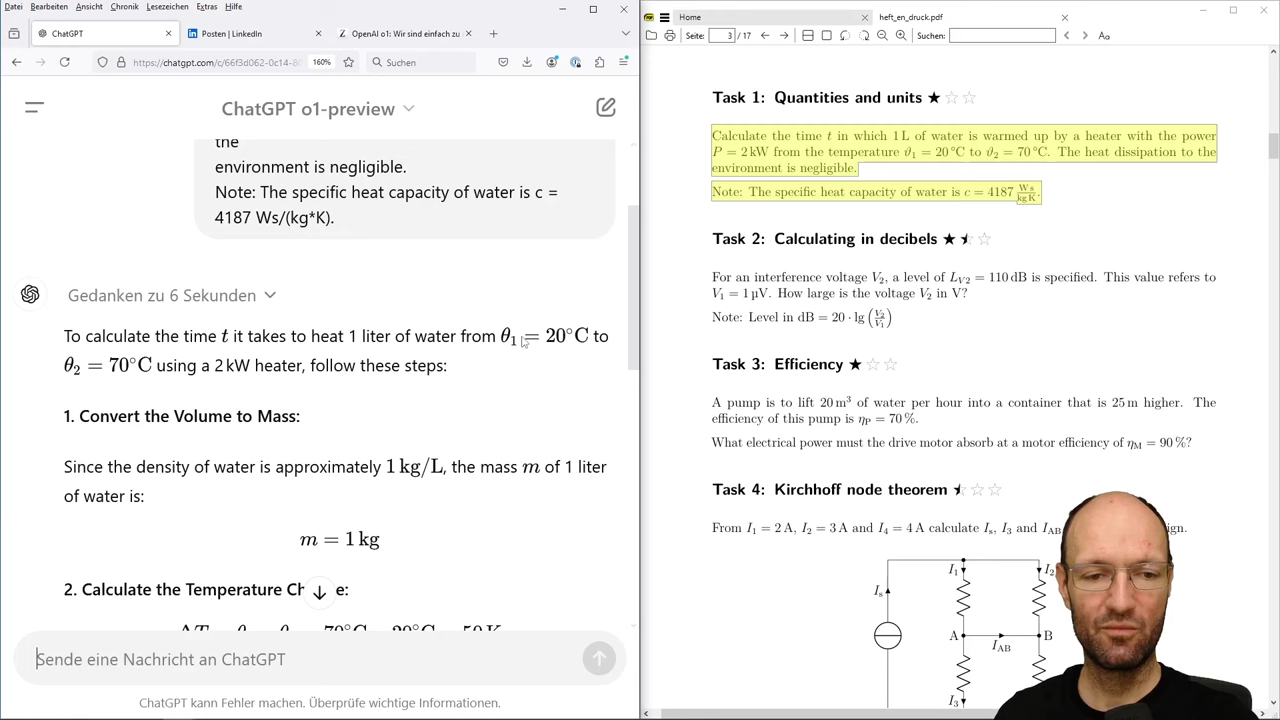 Datei Bearbeiten Ansicht Chronik Lesezeichen Extras Hilfe
ChatGPT
Posten | LinkedIn
OpenAI o1: Wir sind einfach zu
https://chatgpt.com/c/66f3d062-0c14-80
160%
Suchen
ChatGPT o1-preview
the
environment is negligible.
Note: The specific heat capacity of water is c =
4187 Ws/(kg*K).
Gedanken zu 6 Sekunden
To calculate the time t it takes to heat 1 liter of water from θ₁ = 20°C to
θ₂ = 70°C using a 2 kW heater, follow these steps:
1. Convert the Volume to Mass:
Since the density of water is approximately 1 kg/L, the mass m of 1 liter
of water is:
m = 1 kg
2. Calculate the Temperature Ch e:
Sende eine Nachricht an ChatGPT
ChatGPT kann Fehler machen. Überprüfe wichtige Informationen.
Home
heft_en_druck.pdf
Seite: 3 / 17
Suchen:
Aa
Task 1: Quantities and units ★☆☆
Calculate the time t in which 1 L of water is warmed up by a heater with the power
P = 2 kW from the temperature ϑ₁ = 20 °C to ϑ₂ = 70 °C. The heat dissipation to the
environment is negligible.
Note: The specific heat capacity of water is c = 4187 W s/kg K.
Task 2: Calculating in decibels
For an interference voltage V₂, a level of L_V2 = 110 dB is specified. This value refers to
V₁ = 1 µV. How large is the voltage V₂ in V?
Note: Level in dB = 20 · lg (V₂/V₁)
Task 3: Efficiency ★☆☆
A pump is to lift 20 m³ of water per hour into a container that is 25 m higher. The
efficiency of this pump is η_P = 70 %.
What electrical power must the drive motor absorb at a motor efficiency of η_M = 90 %?
Task 4: Kirchhoff node theorem
From I₁ = 2 A, I₂ = 3 A and I₄ = 4 A calculate I_s, I₃ and I_AB ign.
I₁ I₂
I_s
A B
I_AB
I₃